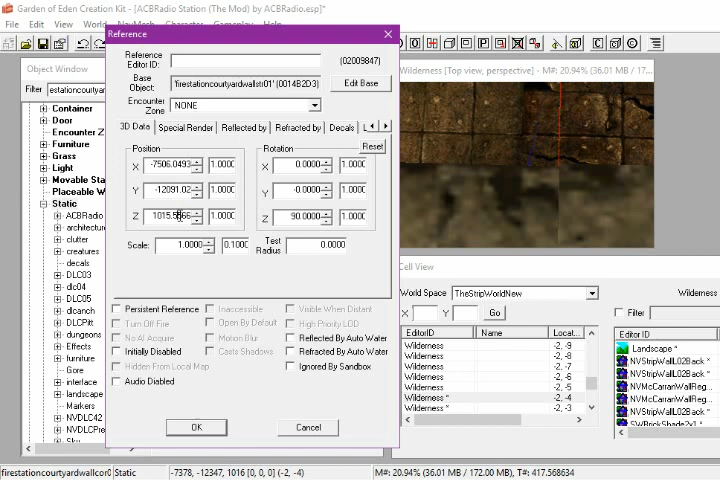 Garden of Eden Creation Kit - [ACBRadio Station (The Mod) by ACBRadio.esp]*
File Edit View World NavMesh Character Gameplay Help
Object Window
Filter estationcourtya
Container
Door
Encounter Z
Furniture
Grass
Light
Movable Sta
Placeable W
Static
ACBRadio
architectur
clutter
creatures
decals
DLC03
dlc04
DLC05
dlcanch
DLCPitt
dungeons
Effects
furniture
Gore
interface
landscape
Markers
NVDLC42
NVDLCPre
Sky
Reference
Reference Editor ID:
(02009847)
Base Object: 'firestationcourtyardwallstr01' (0014B2D3)
Edit Base
Encounter Zone NONE
3D Data Special Render Reflected by Refracted by Decals L
Reset
Position Rotation
X -7506.0493 1.0000 X 0.0000 1.0000
Y -12091.02 1.0000 Y -0.0000 1.0000
Z 1.0000 Z 90.0000 1.0000
Scale: 1.0000 0.1000 Test Radius 0.0000
Persistent Reference Inaccessible Visible When Distant
Turn Off Fire Open By Default High Priority LOD
No AI Acquire Motion Blur Reflected By Auto Water
Initially Disabled Casts Shadows Refracted By Auto Water
Hidden From Local Map Ignored By Sandbox
Audio Diabled
OK Cancel
Wilderness [Top view, perspective] - M#: 20.94% (36.01 MB / 17...
Cell View
World Space TheStripWorldNew Wilderness
X Y Go Filter
EditorID Name Locat...
Wilderness -2, -9
Wilderness -2, -8
Wilderness -2, -7
Wilderness -2, -6
Wilderness -2, -5
Wilderness * -2, -4
Wilderness * -2, -3
Editor ID
Landscape *
NVStripWallL02Back *
NVStripWallL02Back *
NVMcCarranWallReg...
NVMcCarranWallReg...
NVStripWallL02Back *
SWBrickShade2x1 *
firestationcourtyardwallcor0 Static -7378, -12347, 1016 [0, 0, 0] (-2, -4) M#: 20.94% (36.01 MB / 172.00 MB), T#: 417.568634